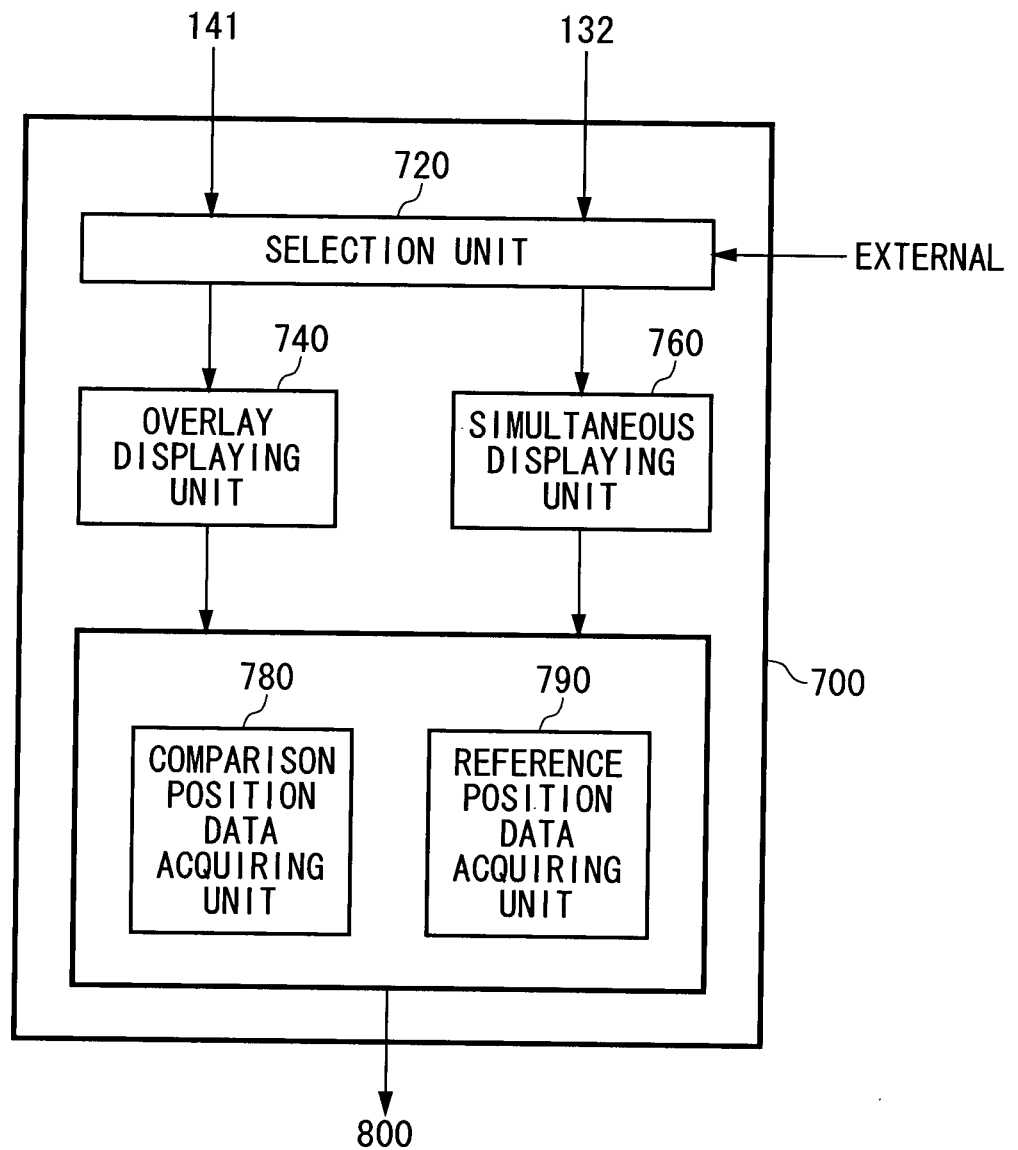 141
132
720
SELECTION UNIT
EXTERNAL
740
760
OVERLAY
DISPLAYING
UNIT
SIMULTANEOUS
DISPLAYING
UNIT
780
790
700
COMPARISON
POSITION
DATA
ACQUIRING
UNIT
REFERENCE
POSITION
DATA
ACQUIRING
UNIT
800